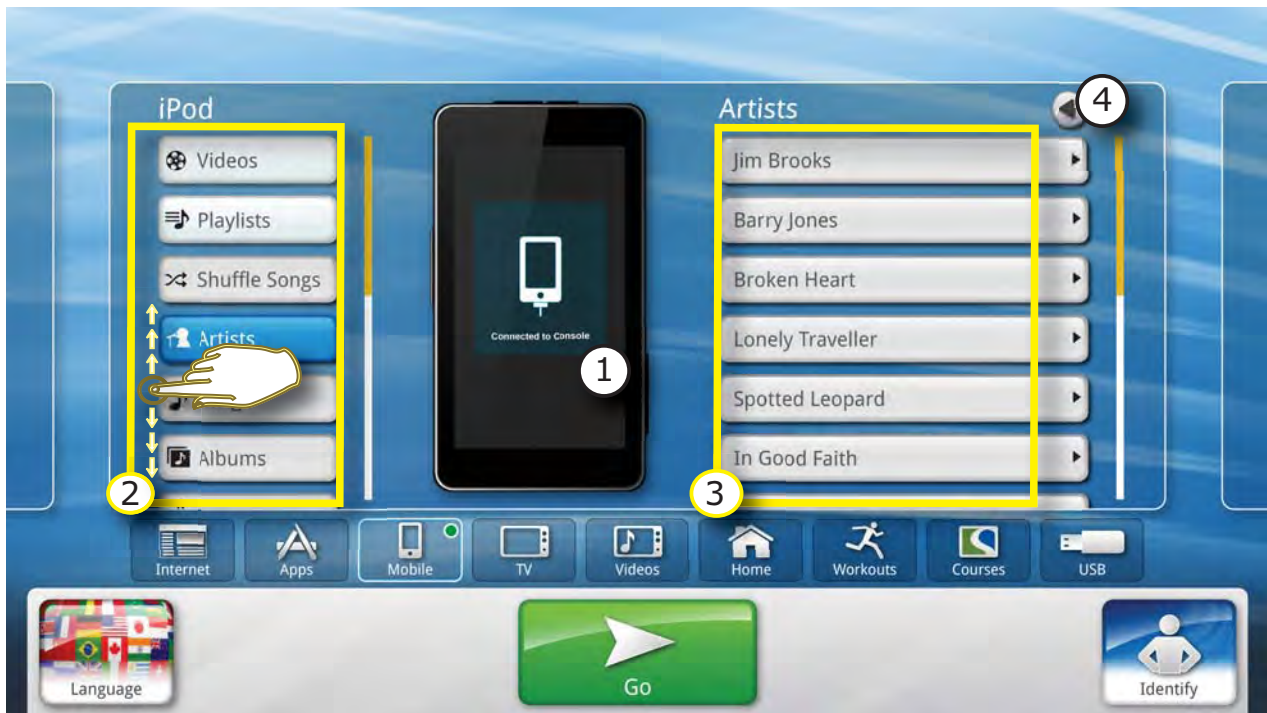 iPod
Videos
Playlists
Shuffle Songs
Artists
Albums
2
Connected to Console
1
Artists
4
Jim Brooks
Barry Jones
Broken Heart
Lonely Traveller
Spotted Leopard
In Good Faith
3
Internet
Apps
Mobile
TV
Videos
Home
Workouts
Courses
USB
Language
Go
Identify